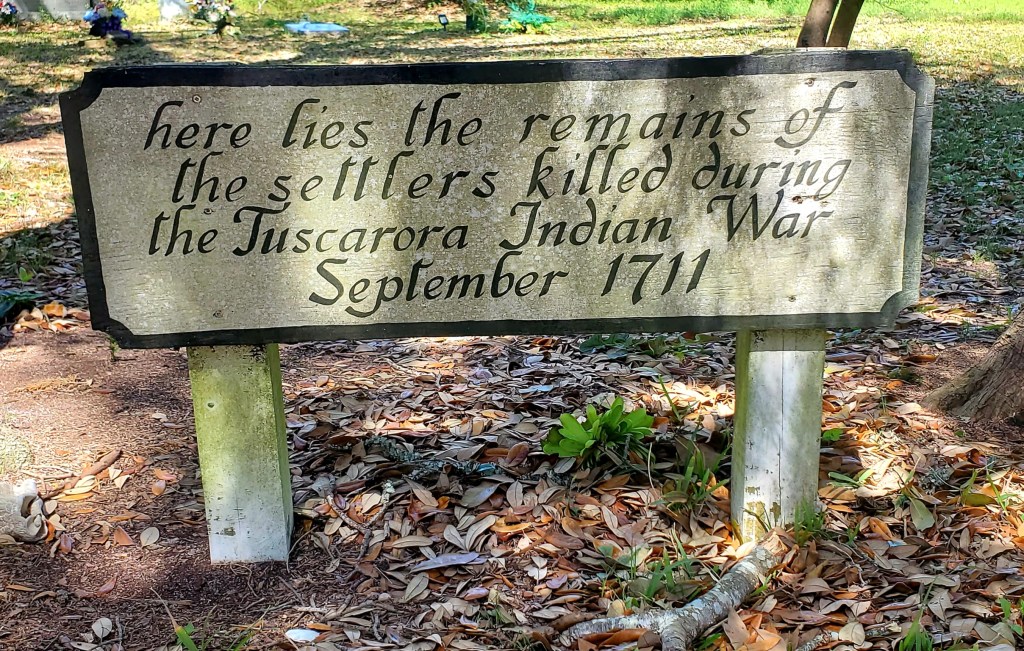 here lies the remains of
the settlers killed during
the Tuscarora Indian War
September 1711